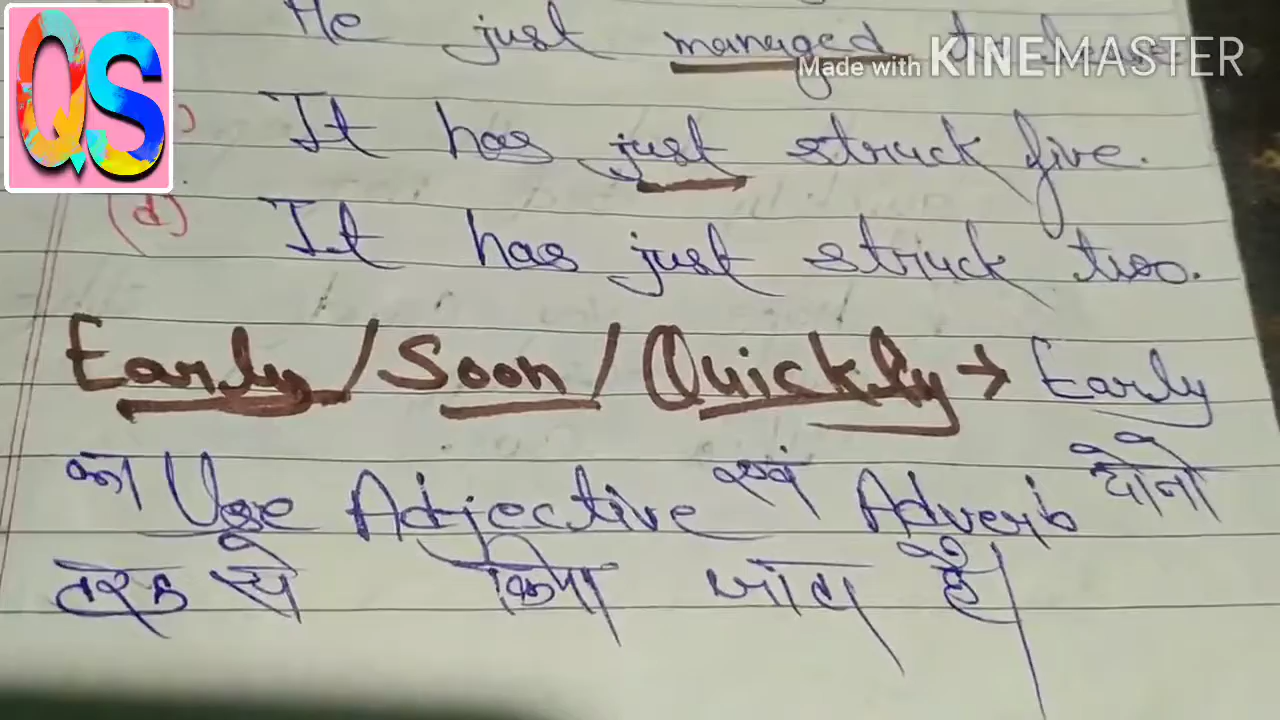 He just managed to
Made with KINEMASTER
QS
It has just struck five.
(d) It has just struck two.
Early/Soon/Quickly → Early
का Use Adjective एवं Adverb दोनो
तरह से किया जाता है।